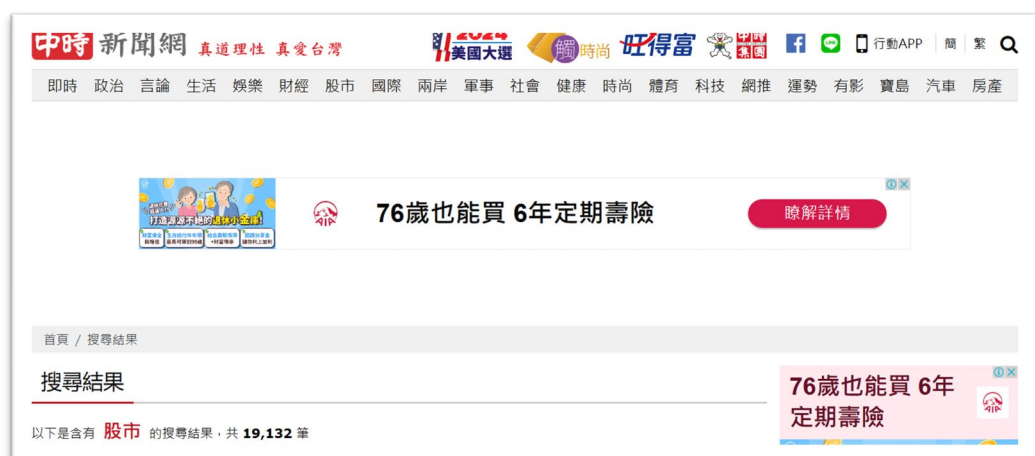 中時新聞網 真道理性 真愛台灣 2024美國大選 觸時尚 旺得富 中時集團 行動APP 簡 繁
即時 政治 言論 生活 娛樂 財經 股市 國際 兩岸 軍事 社會 健康 時尚 體育 科技 網推 運勢 有影 寶島 汽車 房產
打造源源不絕的退休小金庫!
AIA
76歲也能買 6年定期壽險
瞭解詳情
首頁 / 搜尋結果
搜尋結果
以下是含有 股市 的搜尋結果,共 19,132 筆
76歲也能買 6年
定期壽險
AIA